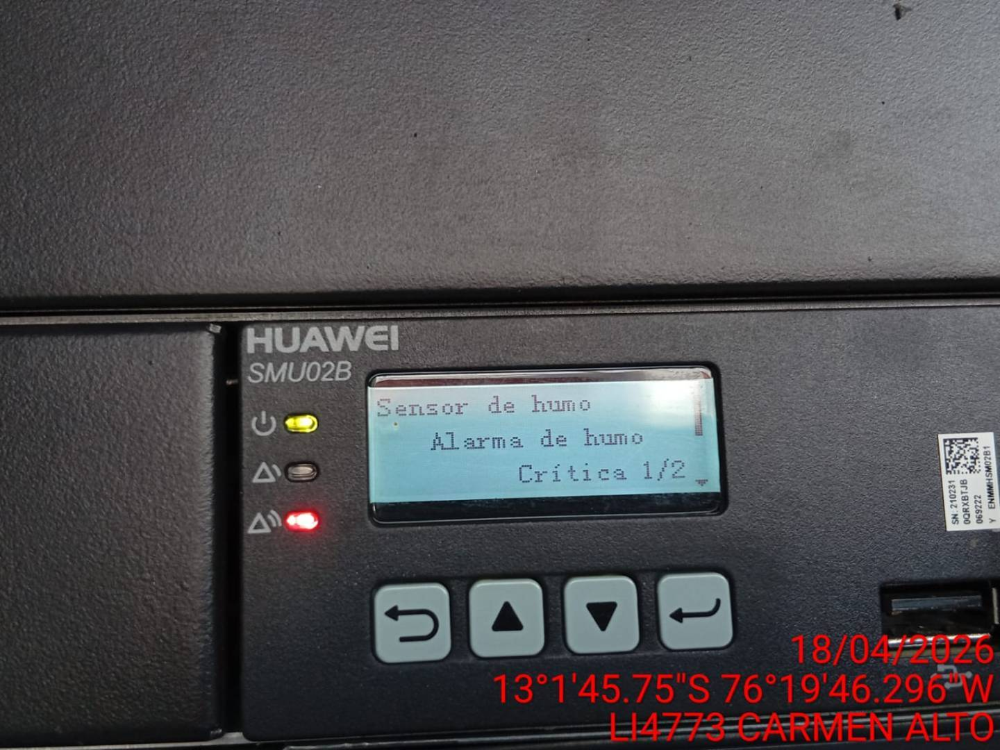 HUAWEI
SMU02B
Sensor de humo
Alarma de humo
Crítica 1/2
SN: 210231
0QRXBTJB
069222
Y ENMMHSM02B1
18/04/2026
13°1'45.75"S 76°19'46.296"W
LI4773 CARMEN ALTO